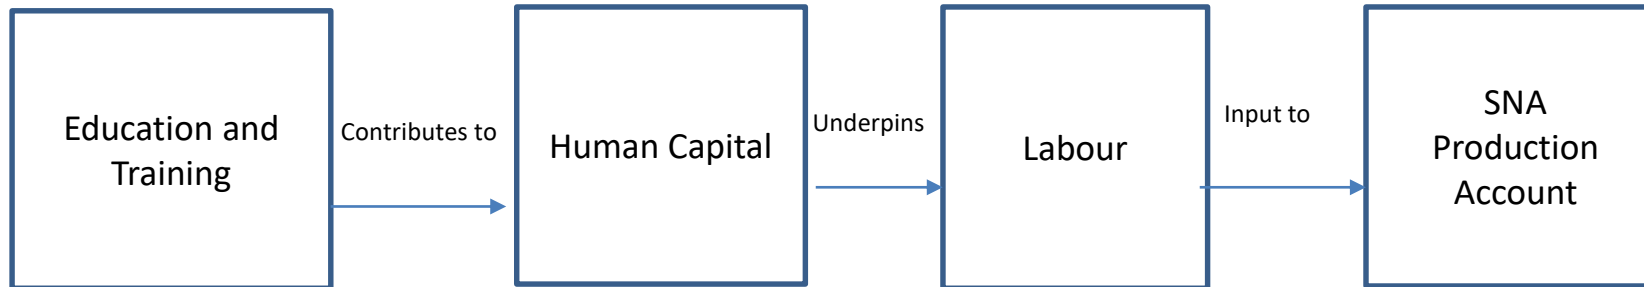 Education and
Training
Contributes to
Human Capital
Underpins
Labour
Input to
SNA
Production
Account